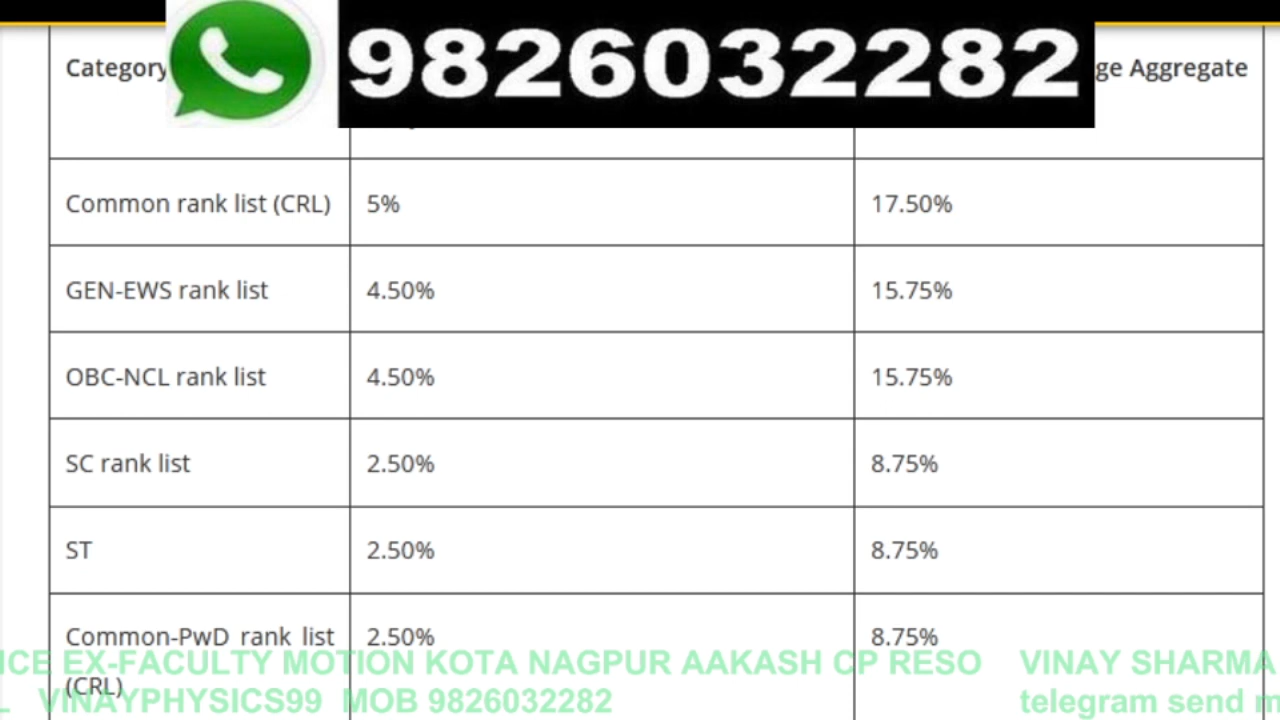 9826032282
Category
ge Aggregate
Common rank list (CRL) 5% 17.50%
GEN-EWS rank list 4.50% 15.75%
OBC-NCL rank list 4.50% 15.75%
SC rank list 2.50% 8.75%
ST 2.50% 8.75%
Common-PwD rank list 2.50% 8.75%
(CRL)
ICE EX-FACULTY MOTION KOTA NAGPUR AAKASH CP RESO VINAY SHARMA
L VINAYPHYSICS99 MOB 9826032282 telegram send m